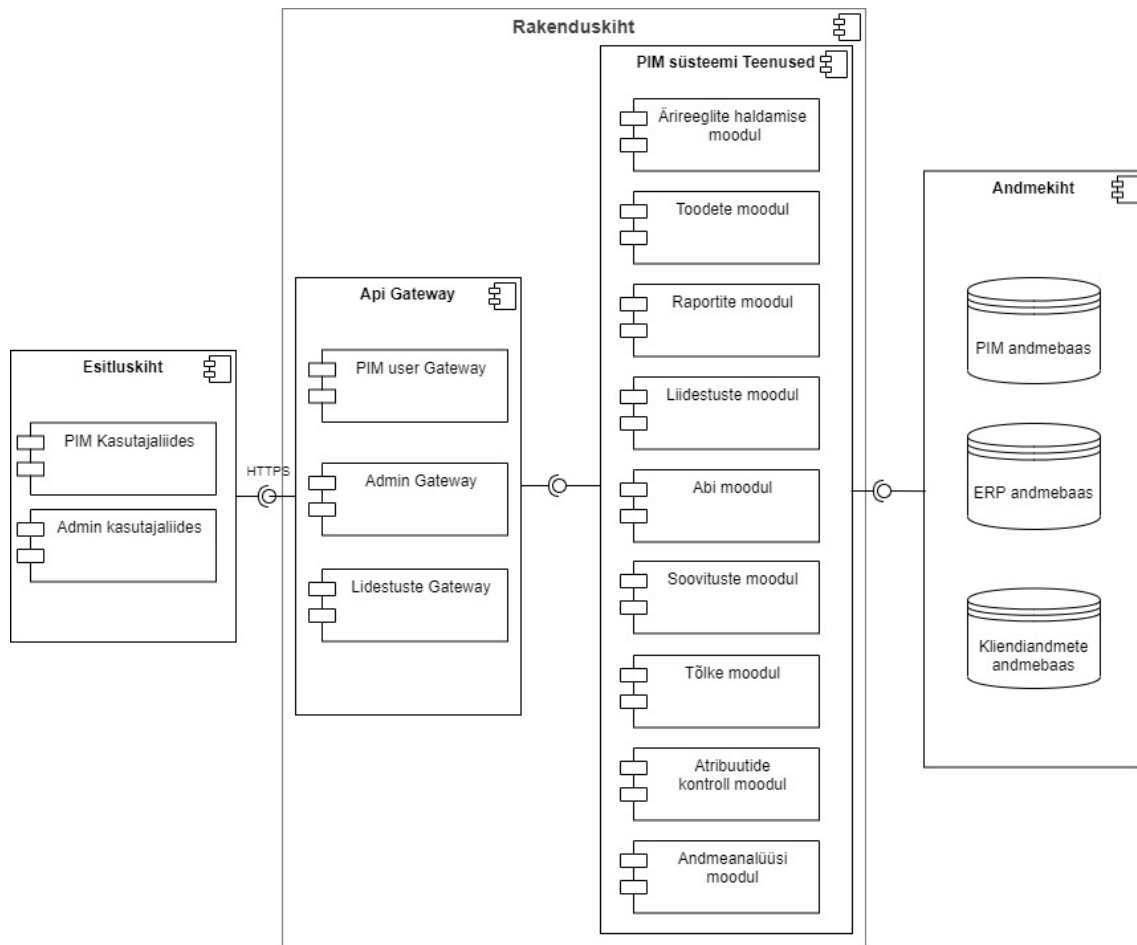 Rakenduskiht
PIM süsteemi Teenused
Ärireeglite haldamise
moodul
Toodete moodul
Raportite moodul
Liidestuste moodul
Abi moodul
Soovituste moodul
Tõlke moodul
Atribuutide
kontroll moodul
Andmeanalüüsi
moodul
Api Gateway
PIM user Gateway
Admin Gateway
Lidestuste Gateway
Esitluskiht
PIM Kasutajaliides
Admin kasutajaliides
HTTPS
Andmekiht
PIM andmebaas
ERP andmebaas
Kliendiandmete
andmebaas